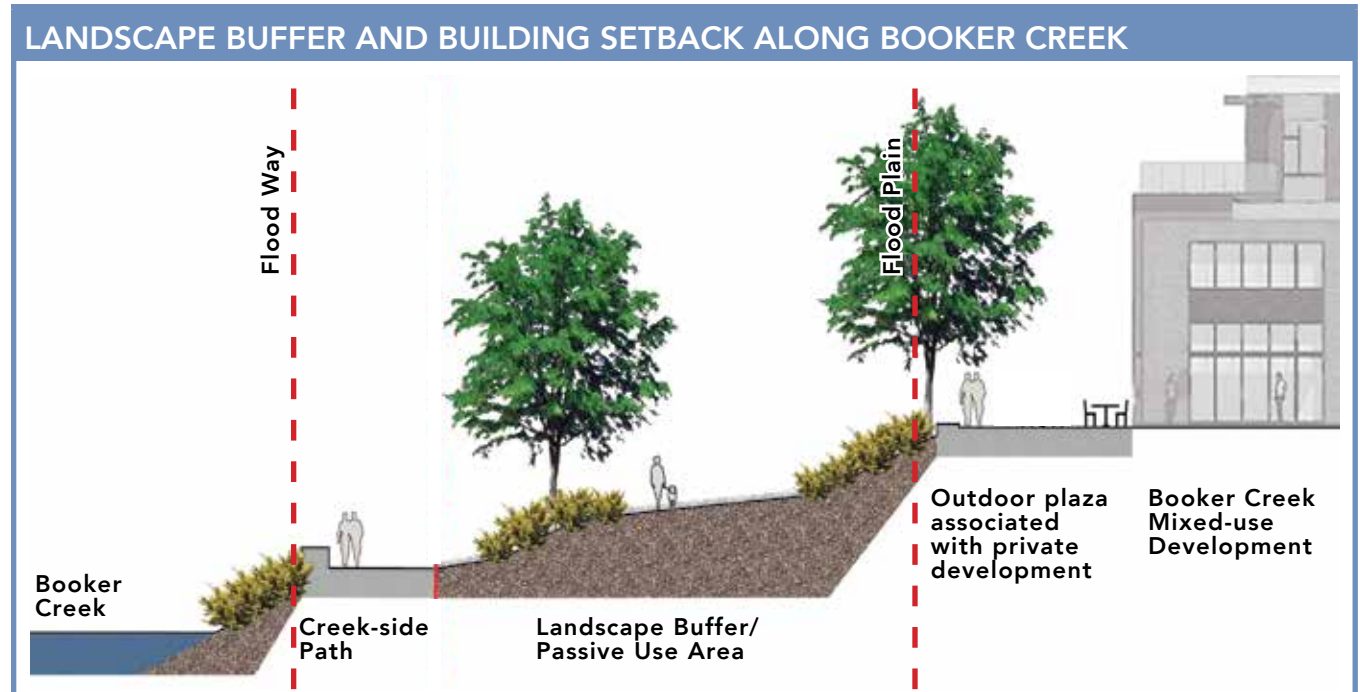 LANDSCAPE BUFFER AND BUILDING SETBACK ALONG BOOKER CREEK
Flood Way
Flood Plain
Booker
Creek
Creek-side
Path
Landscape Buffer/
Passive Use Area
Outdoor plaza
associated
with private
development
Booker Creek
Mixed-use
Development